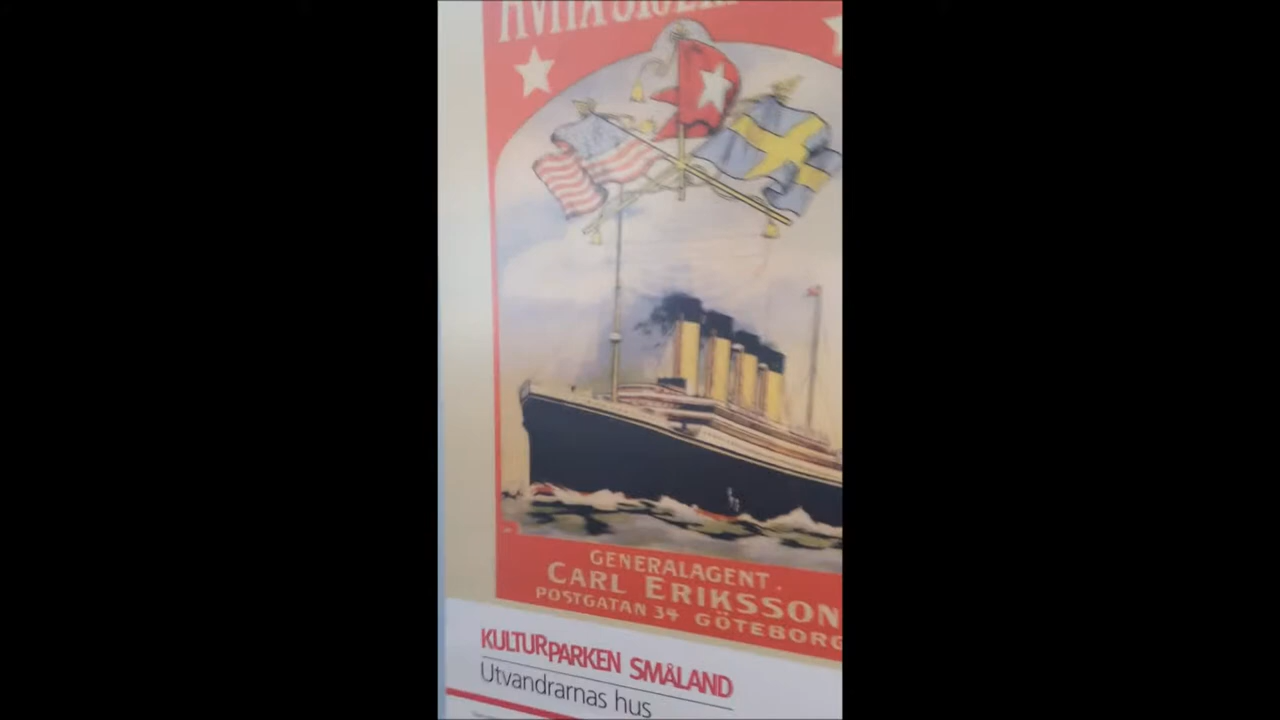 GENERALAGENT.
CARL ERIKSSON
POSTGATAN 34 GÖTEBORG
KULTURPARKEN SMÅLAND
Utvandrarnas hus